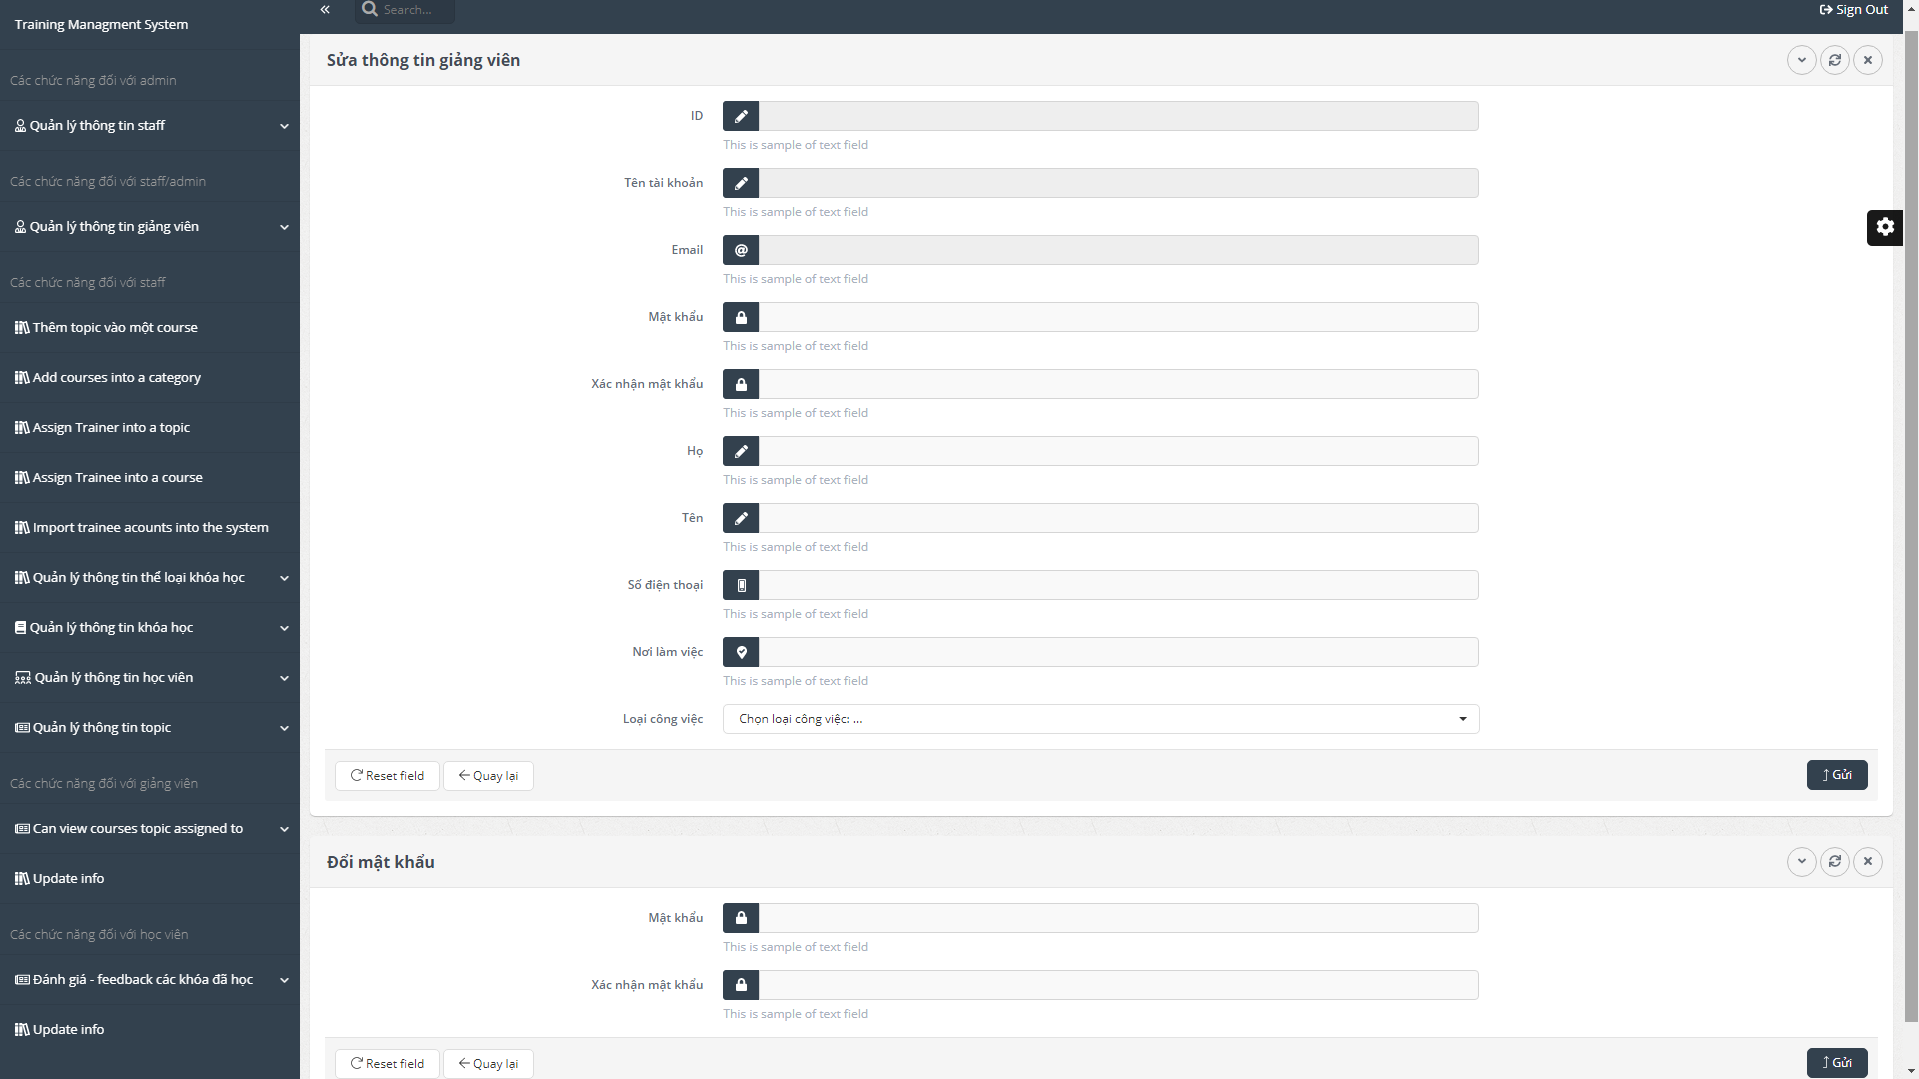 Training Managment System
Search...
Sign Out
Các chức năng đối với admin
Quản lý thông tin staff
Các chức năng đối với staff/admin
Quản lý thông tin giảng viên
Các chức năng đối với staff
Thêm topic vào một course
Add courses into a category
Assign Trainer into a topic
Assign Trainee into a course
Import trainee acounts into the system
Quản lý thông tin thể loại khóa học
Quản lý thông tin khóa học
Quản lý thông tin học viên
Quản lý thông tin topic
Các chức năng đối với giảng viên
Can view courses topic assigned to
Update info
Các chức năng đối với học viên
Đánh giá - feedback các khóa đã học
Update info
Sửa thông tin giảng viên
ID
This is sample of text field
Tên tài khoản
This is sample of text field
Email
This is sample of text field
Mật khẩu
This is sample of text field
Xác nhận mật khẩu
This is sample of text field
Họ
This is sample of text field
Tên
This is sample of text field
Số điện thoại
This is sample of text field
Nơi làm việc
This is sample of text field
Loại công việc
Chọn loại công việc: ...
Reset field
Quay lại
Gửi
Đổi mật khẩu
Mật khẩu
This is sample of text field
Xác nhận mật khẩu
This is sample of text field
Reset field
Quay lại
Gửi